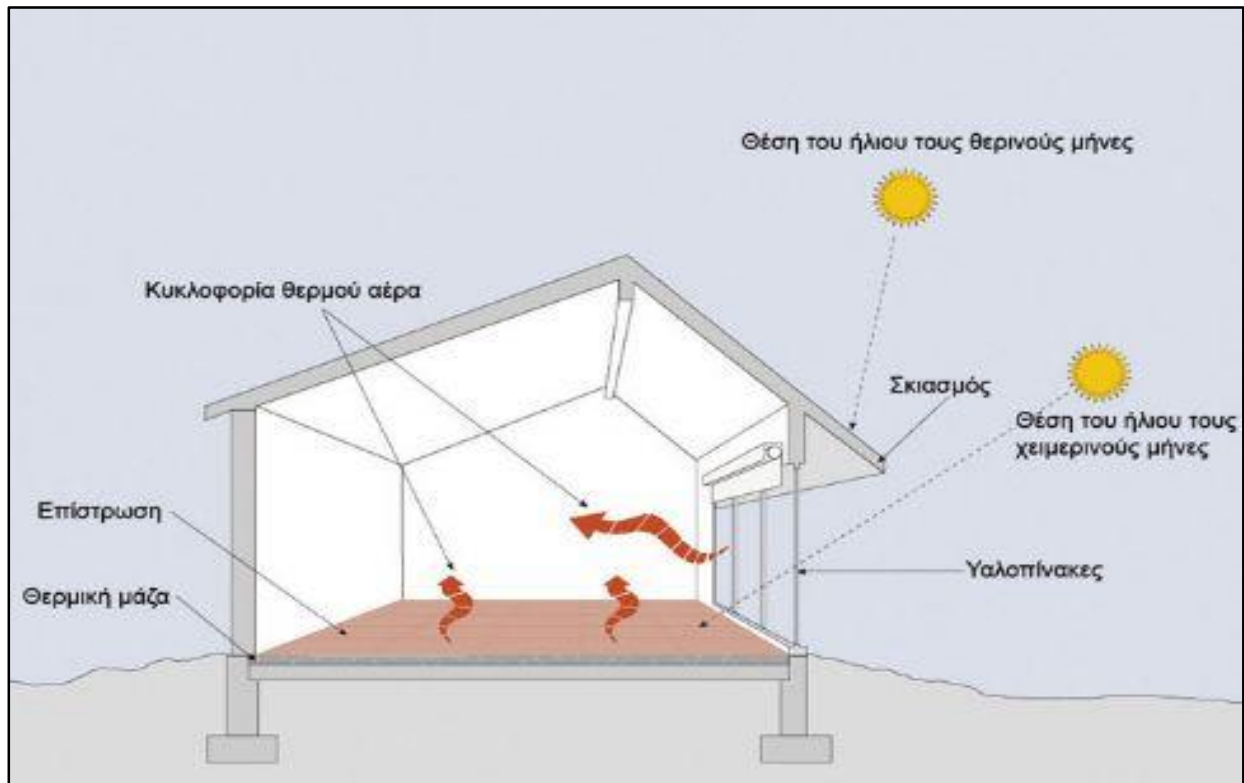 Θέση του ήλιου τους θερινούς μήνες
Κυκλοφορία θερμού αέρα
Σκιασμός
Θέση του ήλιου τους
χειμερινούς μήνες
Επίστρωση
Υαλοπίνακες
Θερμική μάζα